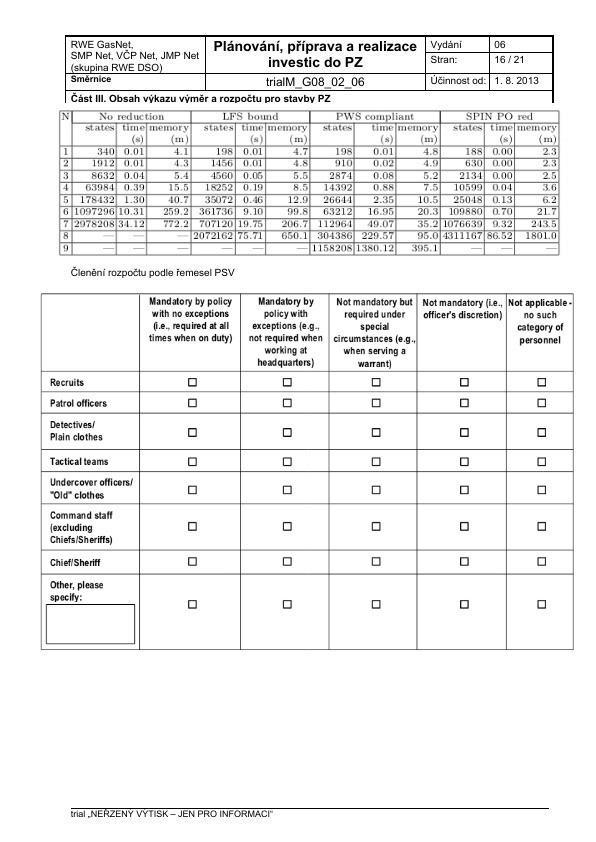 RWE GasNet,
SMP Net, VČP Net, JMP Net
(skupina RWE DSO)
Plánování, příprava a realizace
investic do PZ
Vydání 06
Stran: 16 / 21
Směrnice
trialM_G08_02_06
Účinnost od: 1. 8. 2013
Část III. Obsah výkazu výměr a rozpočtu pro stavby PZ
N No reduction LFS bound PWS compliant SPIN PO red
states time memory states time memory states time memory states time memory
(s) (m) (s) (m) (s) (m) (s) (m)
1 340 0.01 4.1 198 0.01 4.7 198 0.01 4.8 188 0.00 2.3
2 1912 0.01 4.3 1456 0.01 4.8 910 0.02 4.9 630 0.00 2.3
3 8632 0.04 5.4 4560 0.05 5.5 2874 0.08 5.2 2134 0.00 2.5
4 63984 0.39 15.5 18252 0.19 8.5 14392 0.88 7.5 10599 0.04 3.6
5 178432 1.30 40.7 35072 0.46 12.9 26644 2.35 10.5 25048 0.13 6.2
6 1097296 10.31 259.2 361736 9.10 99.8 63212 16.95 20.3 109880 0.70 21.7
7 2978208 34.12 772.2 707120 19.75 206.7 112964 49.07 35.2 1076639 9.32 243.5
8 — — — 2072162 75.71 650.1 304386 229.57 95.0 4311167 86.52 1801.0
9 — — — — — — 1158208 1380.12 395.1 — — —
Členění rozpočtu podle řemesel PSV
Mandatory by policy
with no exceptions
(i.e., required at all
times when on duty)
Mandatory by
policy with
exceptions (e.g.,
not required when
working at
headquarters)
Not mandatory but
required under
special
circumstances (e.g.,
when serving a
warrant)
Not mandatory (i.e.,
officer's discretion)
Not applicable -
no such
category of
personnel
Recruits ☐ ☐ ☐ ☐ ☐
Patrol officers ☐ ☐ ☐ ☐ ☐
Detectives/
Plain clothes ☐ ☐ ☐ ☐ ☐
Tactical teams ☐ ☐ ☐ ☐ ☐
Undercover officers/
"Old" clothes ☐ ☐ ☐ ☐ ☐
Command staff
(excluding
Chiefs/Sheriffs) ☐ ☐ ☐ ☐ ☐
Chief/Sheriff ☐ ☐ ☐ ☐ ☐
Other, please
specify: ☐ ☐ ☐ ☐ ☐
trial „NEŘÍZENÝ VÝTISK – JEN PRO INFORMACI"